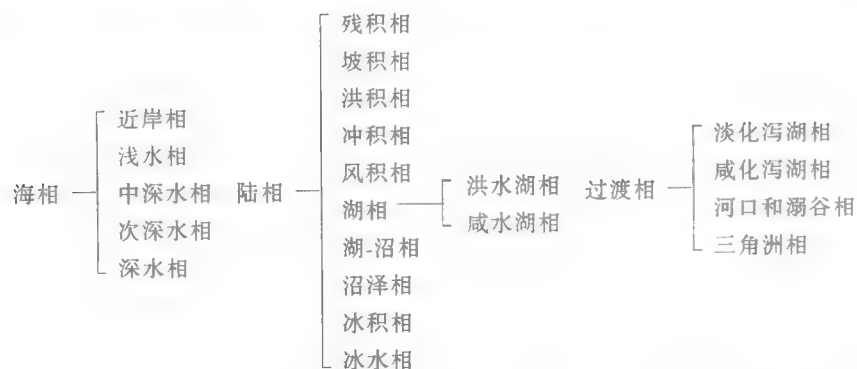 海相
近岸相
浅水相
中深水相
次深水相
深水相
陆相
残积相
坡积相
洪积相
冲积相
风积相
湖相
洪水湖相
咸水湖相
湖-沼相
沼泽相
冰积相
冰水相
过渡相
淡化泻湖相
咸化泻湖相
河口和溺谷相
三角洲相